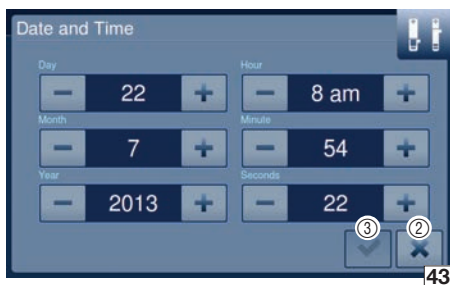 Date and Time
Day Hour
22 8 am
Month Minute
7 54
Year Seconds
2013 22
③ ②
43